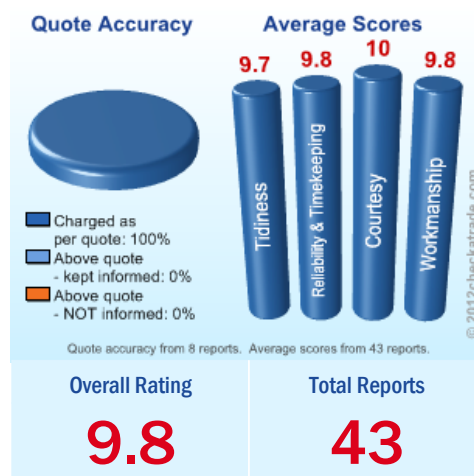 Quote Accuracy
Average Scores
9.7
9.8
10
9.8
Tidiness
Reliability & Timekeeping
Courtesy
Workmanship
Charged as
per quote: 100%
Above quote
- kept informed: 0%
Above quote
- NOT informed: 0%
© 2012checkatrade.com
Quote accuracy from 8 reports. Average scores from 43 reports.
Overall Rating
9.8
Total Reports
43